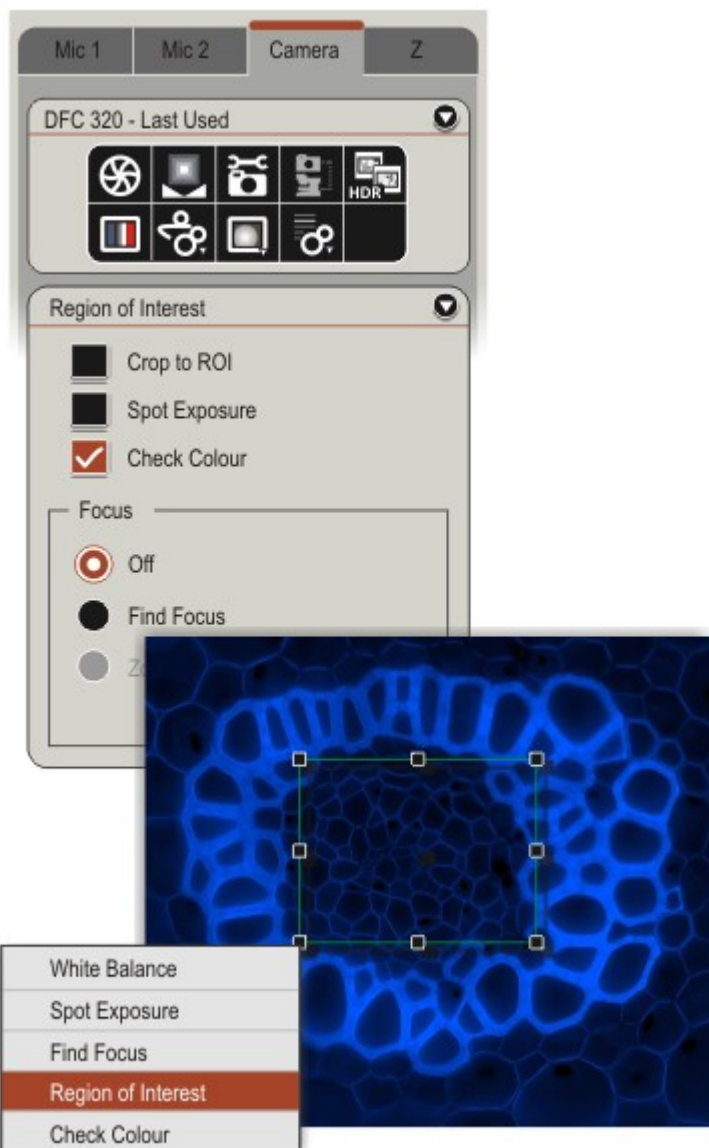 Mic 1 Mic 2 Camera Z
DFC 320 - Last Used
HDR
Region of Interest
Crop to ROI
Spot Exposure
Check Colour
Focus
Off
Find Focus
White Balance
Spot Exposure
Find Focus
Region of Interest
Check Colour